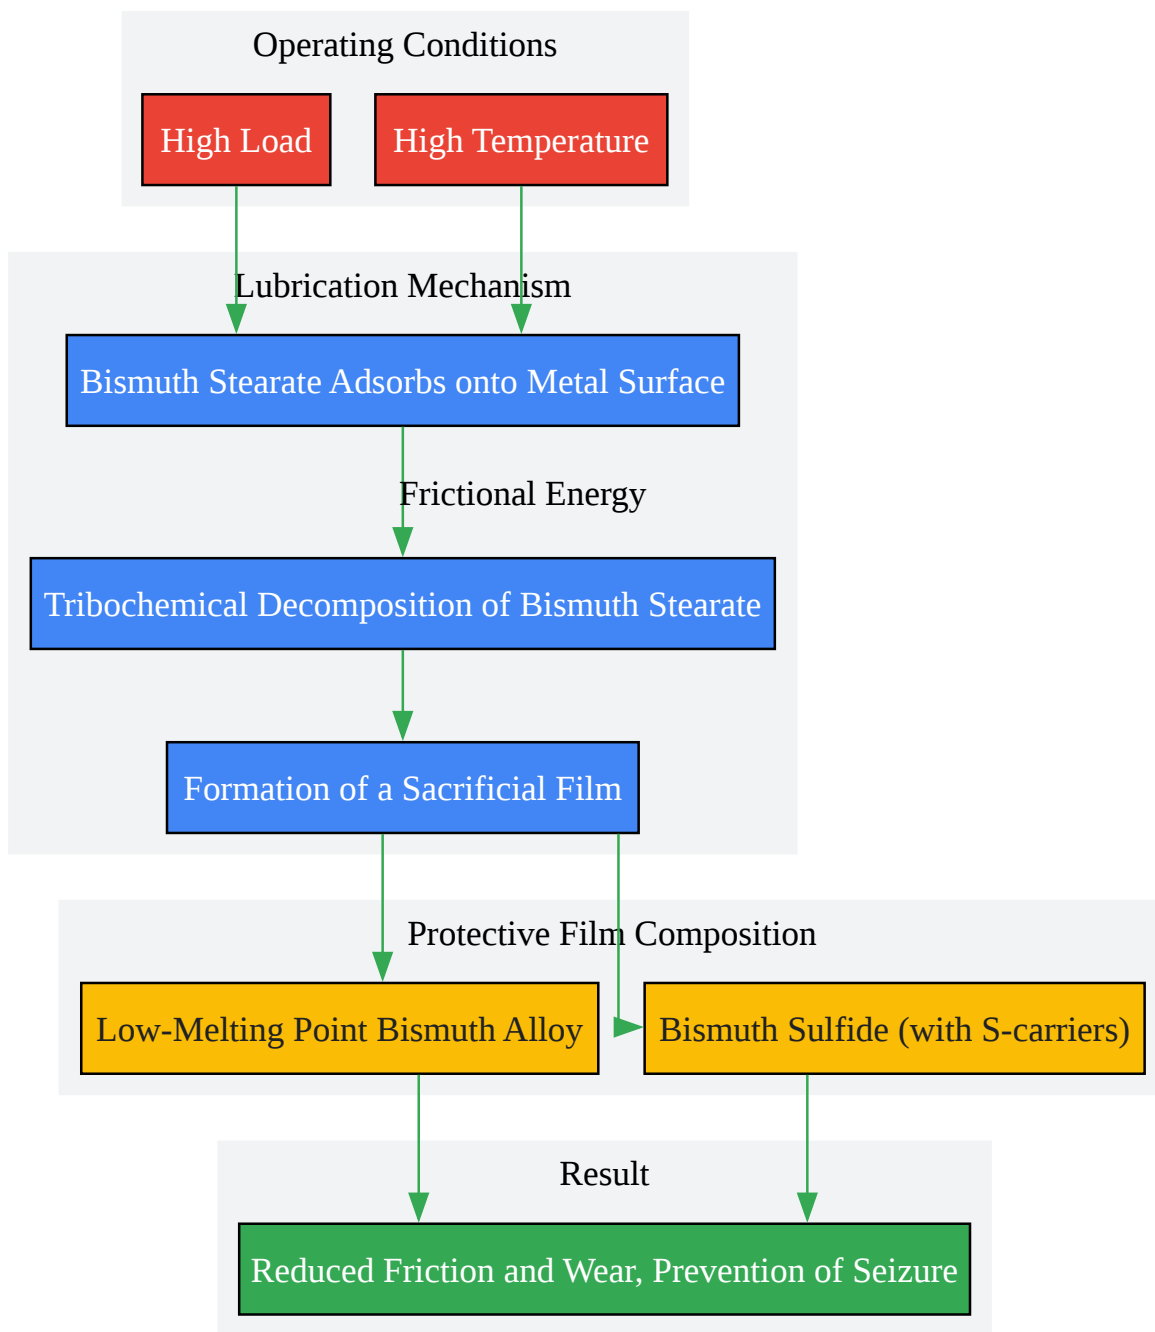 Operating Conditions
High Load
High Temperature
Lubrication Mechanism
Bismuth Stearate Adsorbs onto Metal Surface
Frictional Energy
Tribochemical Decomposition of Bismuth Stearate
Formation of a Sacrificial Film
Protective Film Composition
Low-Melting Point Bismuth Alloy
Bismuth Sulfide (with S-carriers)
Result
Reduced Friction and Wear, Prevention of Seizure